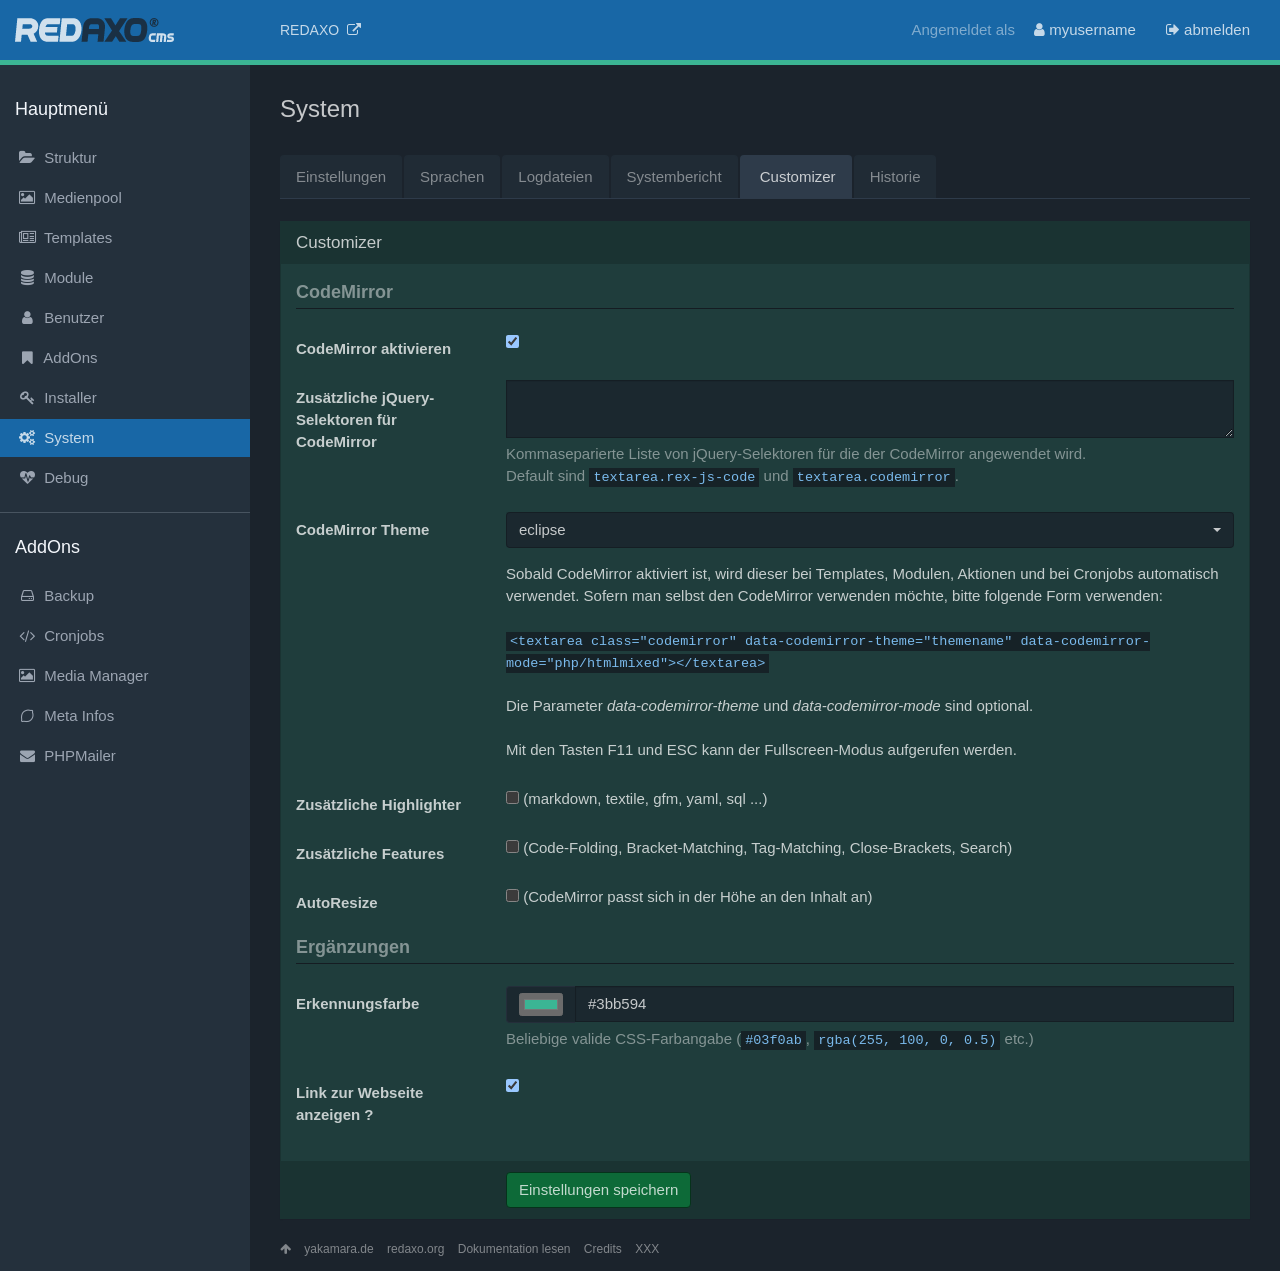 REDAXO® cms
REDAXO
Angemeldet als myusername abmelden
Hauptmenü
Struktur
Medienpool
Templates
Module
Benutzer
AddOns
Installer
System
Debug
AddOns
Backup
Cronjobs
Media Manager
Meta Infos
PHPMailer
System
Einstellungen Sprachen Logdateien Systembericht Customizer Historie
Customizer
CodeMirror
CodeMirror aktivieren
Zusätzliche jQuery-
Selektoren für
CodeMirror
Kommaseparierte Liste von jQuery-Selektoren für die der CodeMirror angewendet wird.
Default sind textarea.rex-js-code und textarea.codemirror.
CodeMirror Theme
eclipse
Sobald CodeMirror aktiviert ist, wird dieser bei Templates, Modulen, Aktionen und bei Cronjobs automatisch
verwendet. Sofern man selbst den CodeMirror verwenden möchte, bitte folgende Form verwenden:
<textarea class="codemirror" data-codemirror-theme="themename" data-codemirror-
mode="php/htmlmixed"></textarea>
Die Parameter data-codemirror-theme und data-codemirror-mode sind optional.
Mit den Tasten F11 und ESC kann der Fullscreen-Modus aufgerufen werden.
Zusätzliche Highlighter
(markdown, textile, gfm, yaml, sql ...)
Zusätzliche Features
(Code-Folding, Bracket-Matching, Tag-Matching, Close-Brackets, Search)
AutoResize
(CodeMirror passt sich in der Höhe an den Inhalt an)
Ergänzungen
Erkennungsfarbe
#3bb594
Beliebige valide CSS-Farbangabe (#03f0ab, rgba(255, 100, 0, 0.5) etc.)
Link zur Webseite
anzeigen ?
Einstellungen speichern
yakamara.de redaxo.org Dokumentation lesen Credits XXX